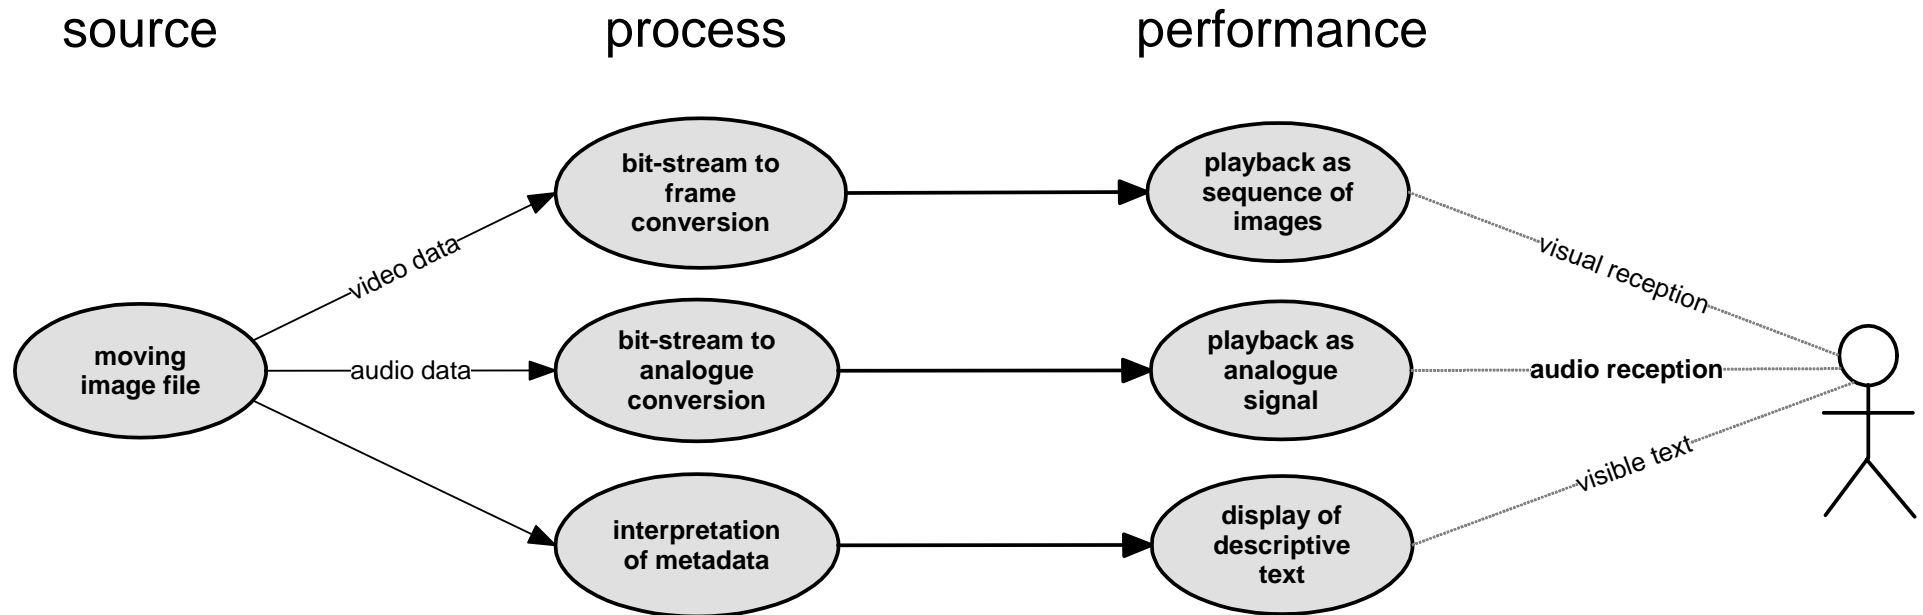 source
process
performance
bit-stream to
frame
conversion
playback as
sequence of
images
video data
visual reception
moving
image file
audio data
bit-stream to
analogue
conversion
playback as
analogue
signal
audio reception
visible text
interpretation
of metadata
display of
descriptive
text